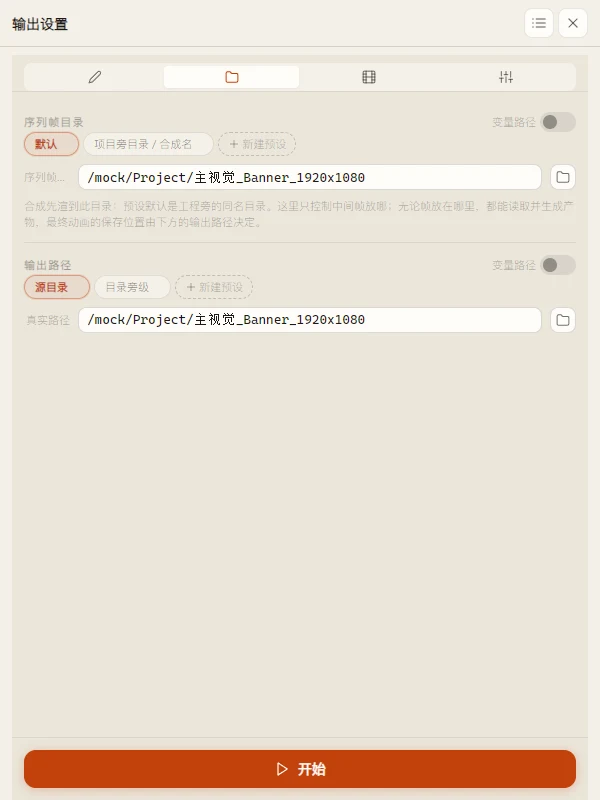 输出设置
序列帧目录
变量路径
默认
项目旁目录 / 合成名
+ 新建预设
序列帧...
/mock/Project/主视觉_Banner_1920x1080
合成先渲到此目录：预设默认是工程旁的同名目录。这里只控制中间帧放哪；无论帧放在哪里，都能读取并生成产
物，最终动画的保存位置由下方的输出路径决定。
输出路径
变量路径
源目录
目录旁级
+ 新建预设
真实路径
/mock/Project/主视觉_Banner_1920x1080
开始